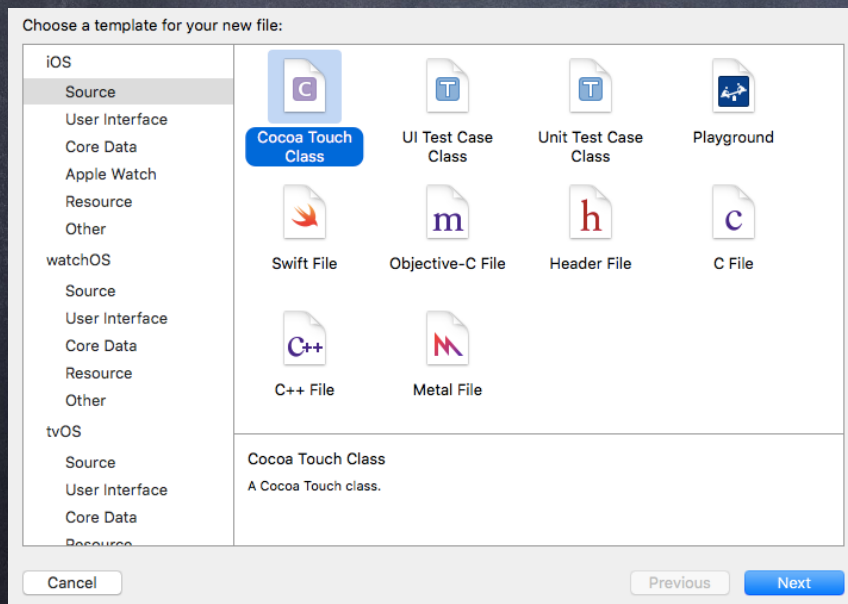 Choose a template for your new file:
iOS
Source
User Interface
Core Data
Apple Watch
Resource
Other
watchOS
Source
User Interface
Core Data
Resource
Other
tvOS
Source
User Interface
Core Data
Resource
C
Cocoa Touch
Class
T
UI Test Case
Class
T
Unit Test Case
Class
Playground
Swift File
m
Objective-C File
h
Header File
c
C File
C++
C++ File
Metal File
Cocoa Touch Class
A Cocoa Touch class.
Cancel
Previous
Next